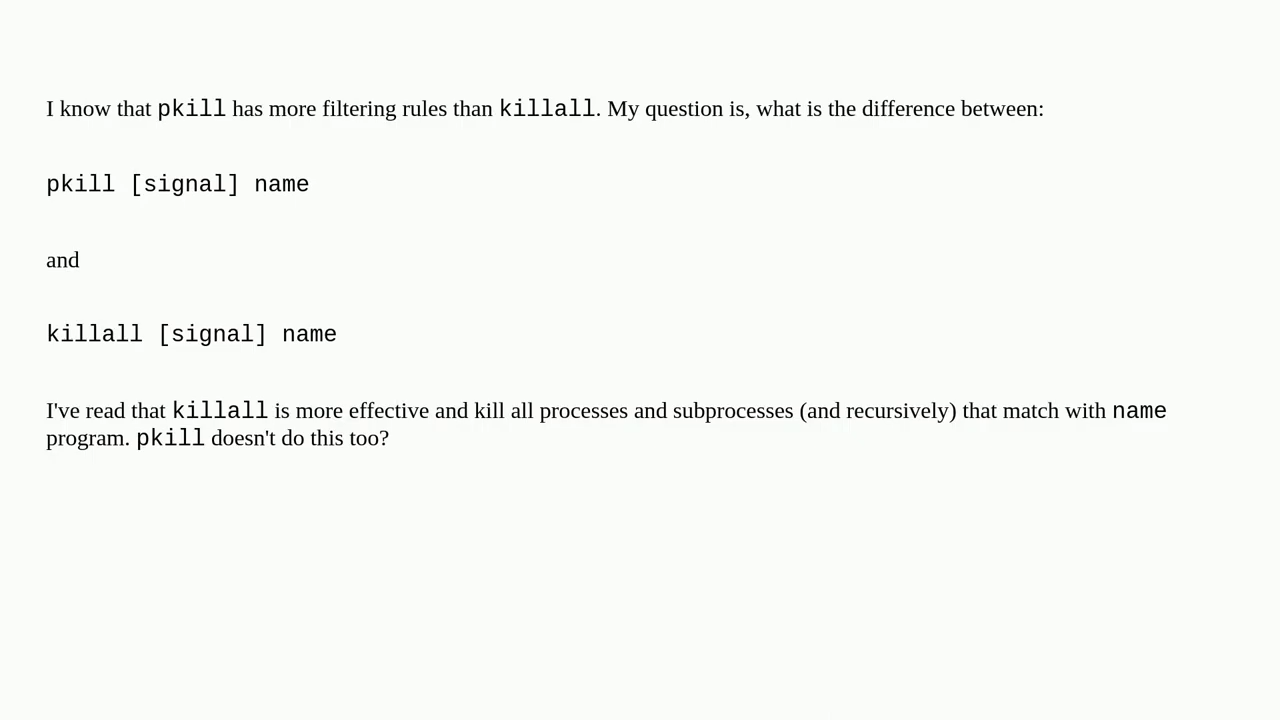 I know that pkill has more filtering rules than killall. My question is, what is the difference between:
pkill [signal] name
and
killall [signal] name
I've read that killall is more effective and kill all processes and subprocesses (and recursively) that match with name
program. pkill doesn't do this too?